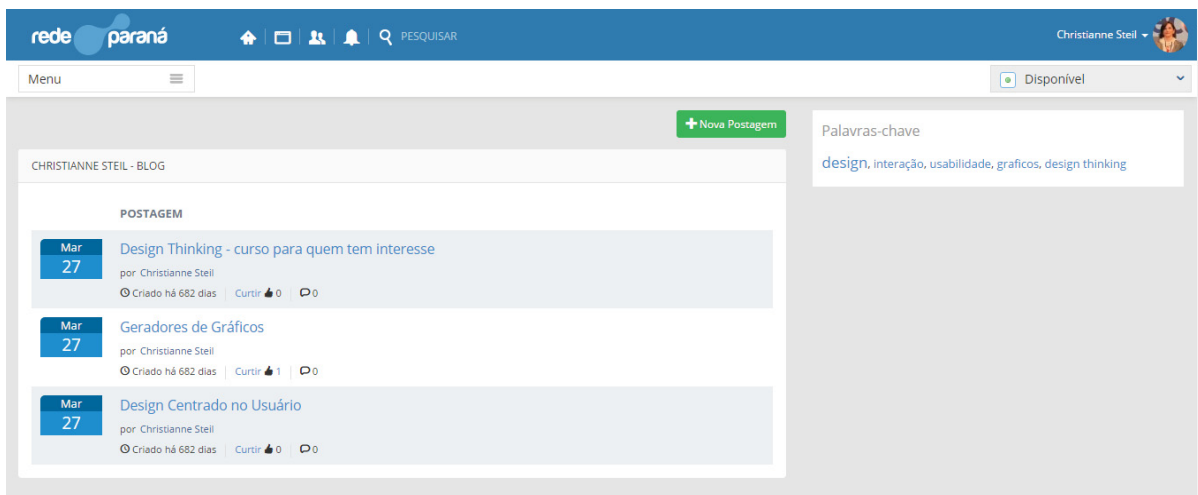 rede paraná
PESQUISAR
Christianne Steil
Menu
Disponível
Nova Postagem
Palavras-chave
design, interação, usabilidade, graficos, design thinking
CHRISTIANNE STEIL - BLOG
POSTAGEM
Mar
27
Design Thinking - curso para quem tem interesse
por Christianne Steil
Criado há 682 dias Curtir 0 0
Mar
27
Geradores de Gráficos
por Christianne Steil
Criado há 682 dias Curtir 1 0
Mar
27
Design Centrado no Usuário
por Christianne Steil
Criado há 682 dias Curtir 0 0